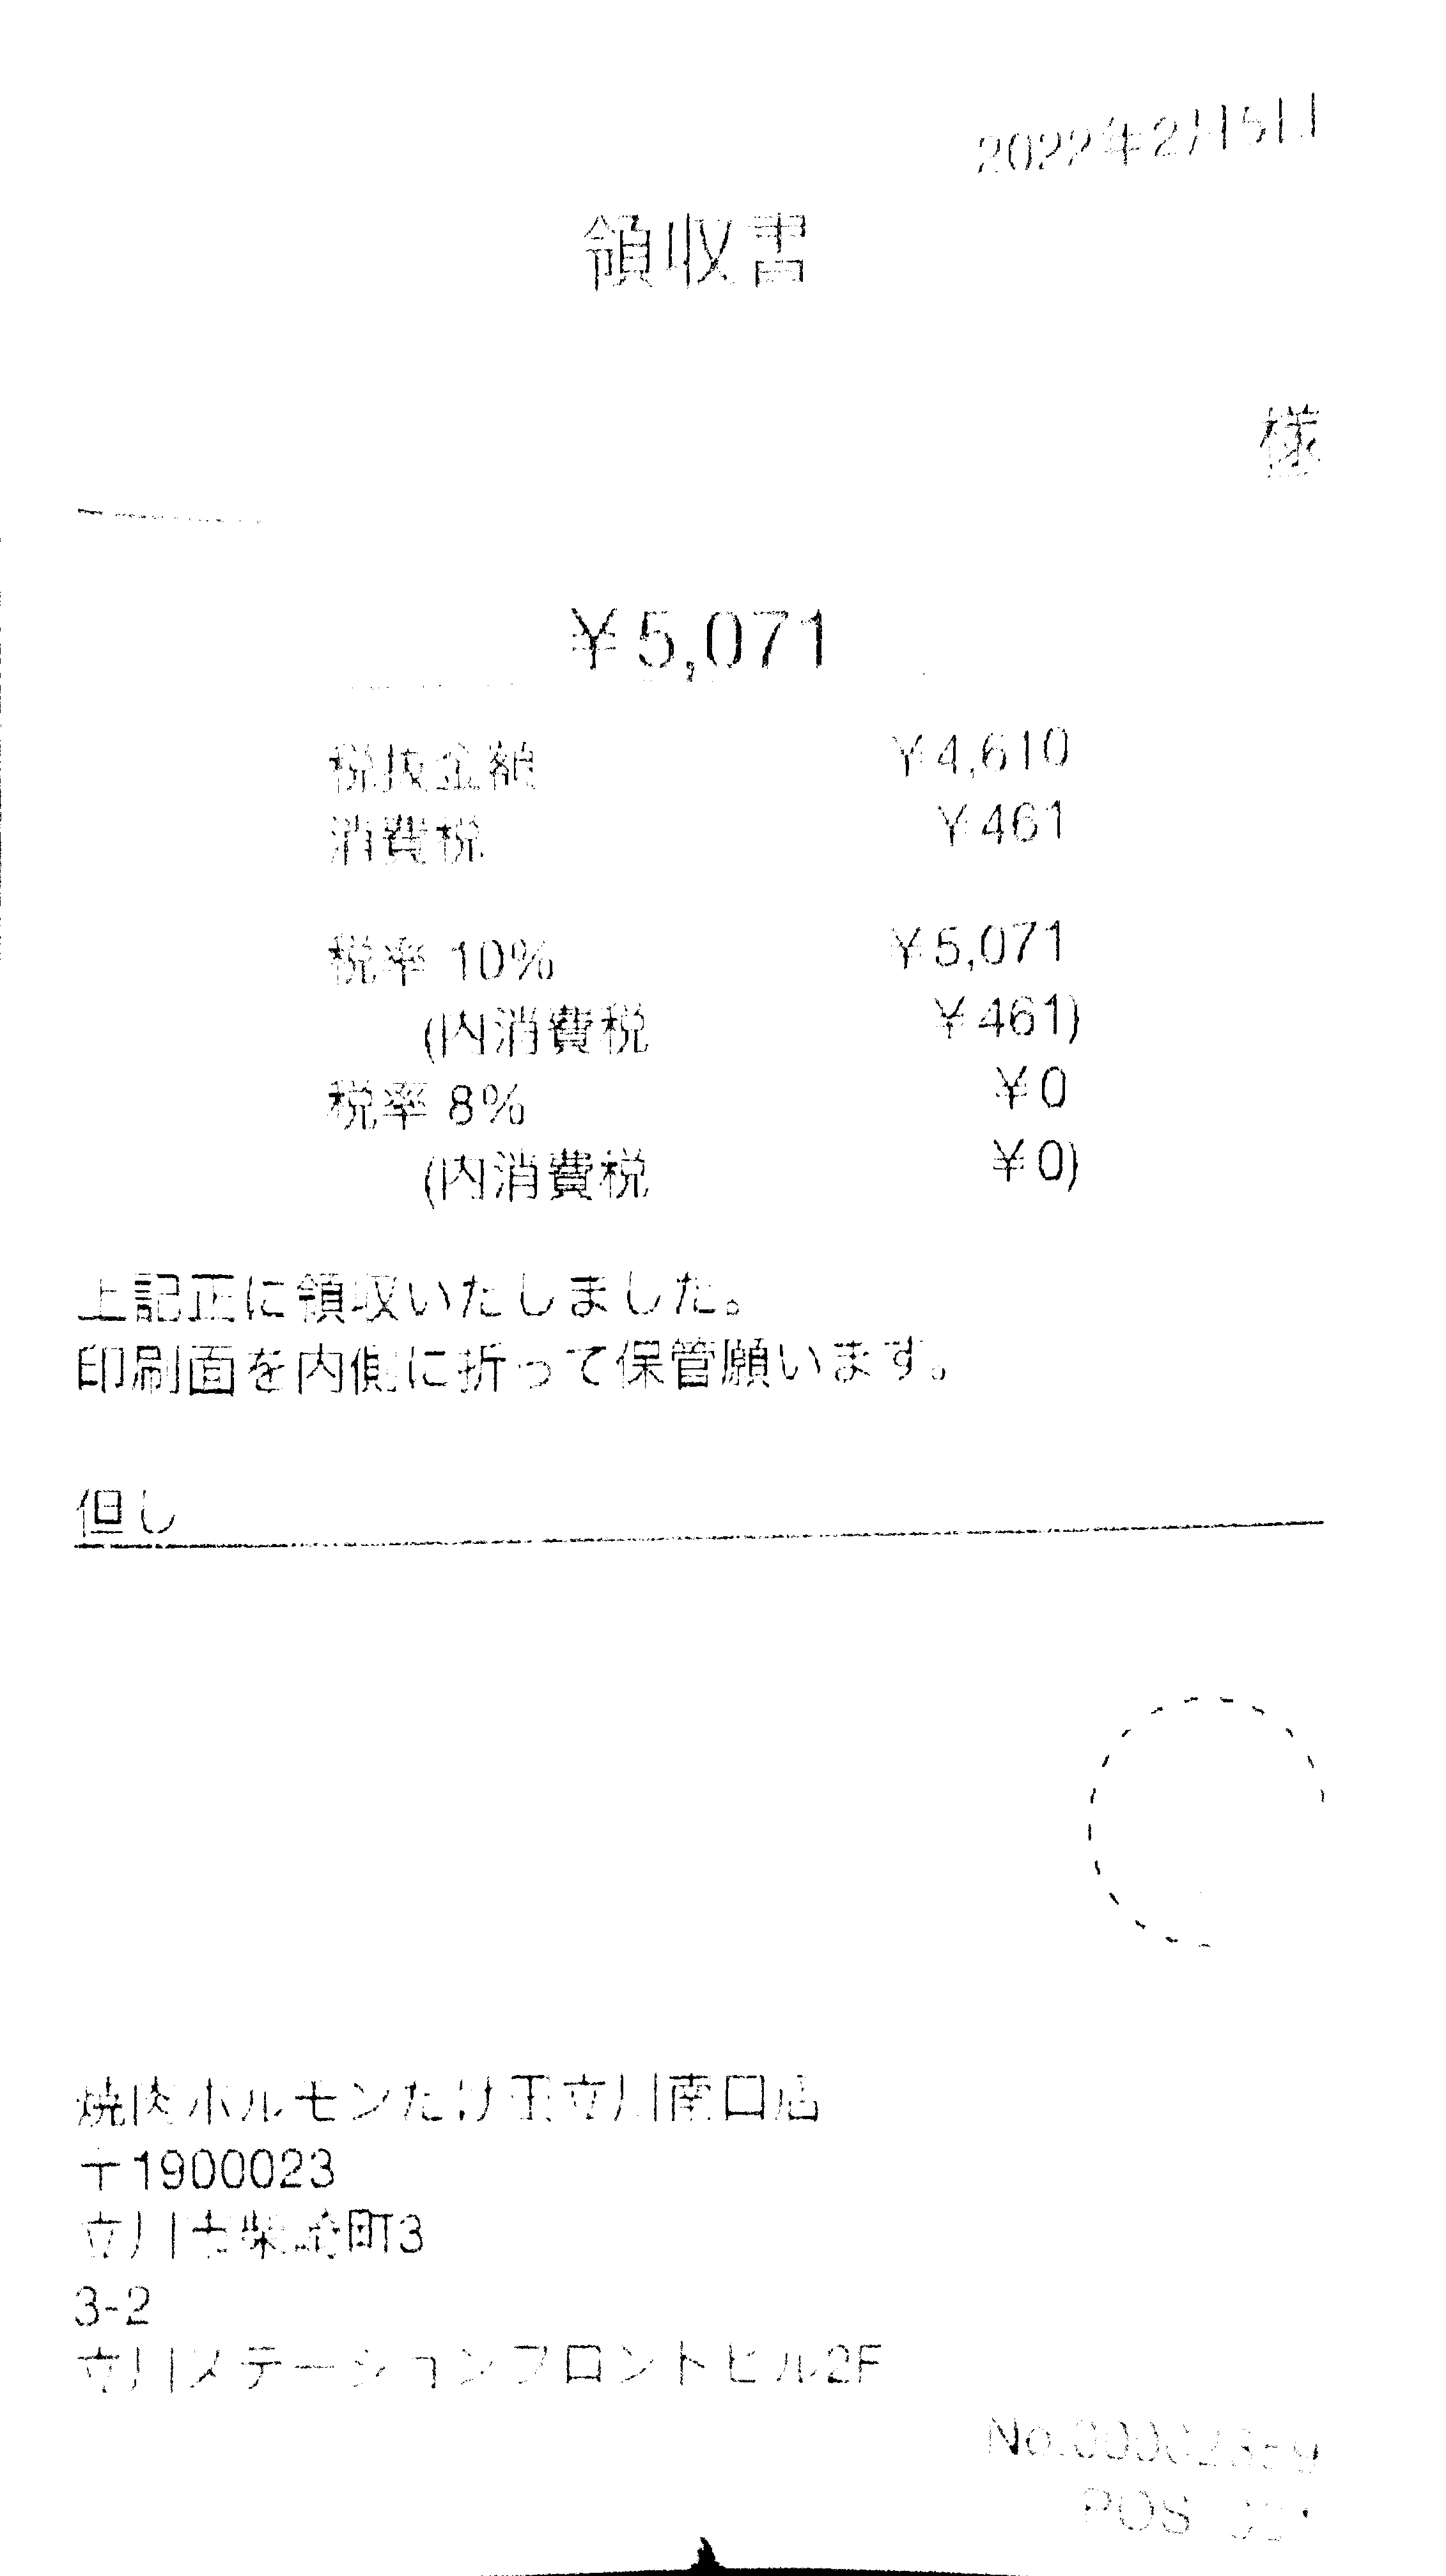 2022年2月5日
領収書
様
¥5,071
税抜金額 ¥4,610
消費税 ¥461
税率 10% ¥5,071
(内消費税 ¥461)
税率 8% ¥0
(内消費税 ¥0)
上記正に領収いたしました。
印刷面を内側に折って保管願います。
但し
焼肉ホルモンたけ田立川南口店
〒1900023
立川市柴崎町3
3-2
立川ステーションフロントビル2F
POS